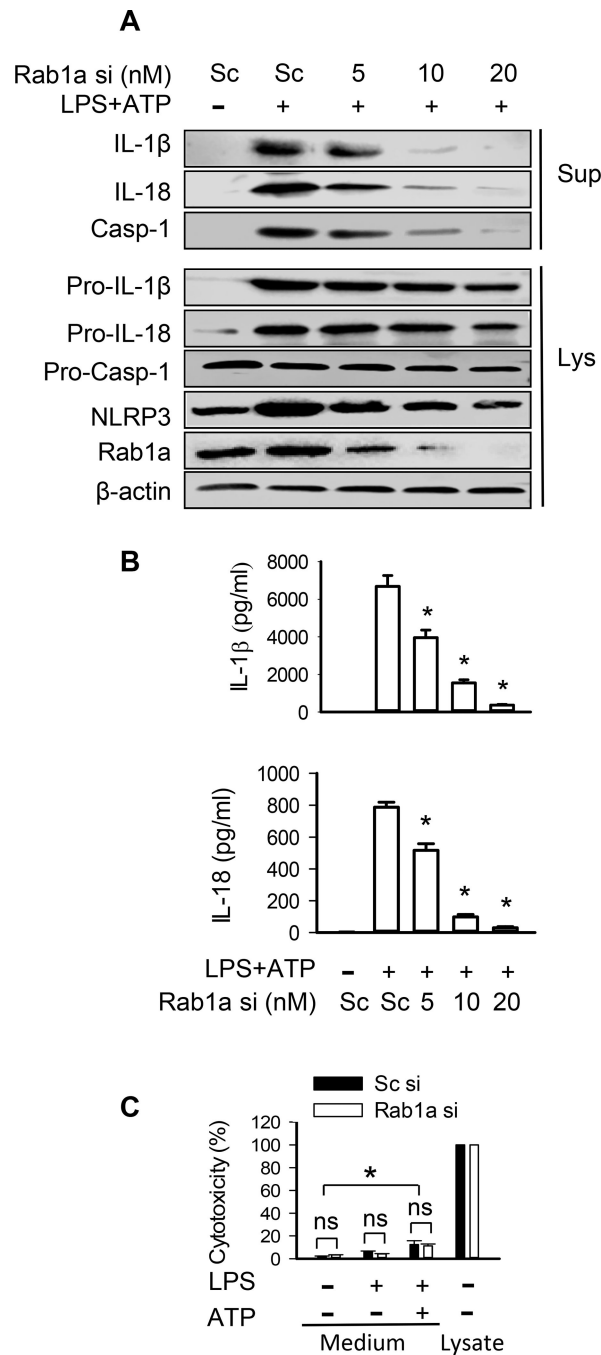 A
Rab1a si (nM) Sc Sc 5 10 20
LPS+ATP - + + + +
IL-1β
IL-18
Casp-1
Sup
Pro-IL-1β
Pro-IL-18
Pro-Casp-1
NLRP3
Rab1a
β-actin
Lys
B
IL-1β (pg/ml)
8000
6000
4000
2000
0
* * *
IL-18 (pg/ml)
1000
800
600
400
200
0
* * *
LPS+ATP - + + + +
Rab1a si (nM) Sc Sc 5 10 20
C
Sc si
Rab1a si
Cytotoxicity (%)
120
100
80
60
40
20
0
*
ns ns ns
LPS - + + -
ATP - - + -
Medium Lysate